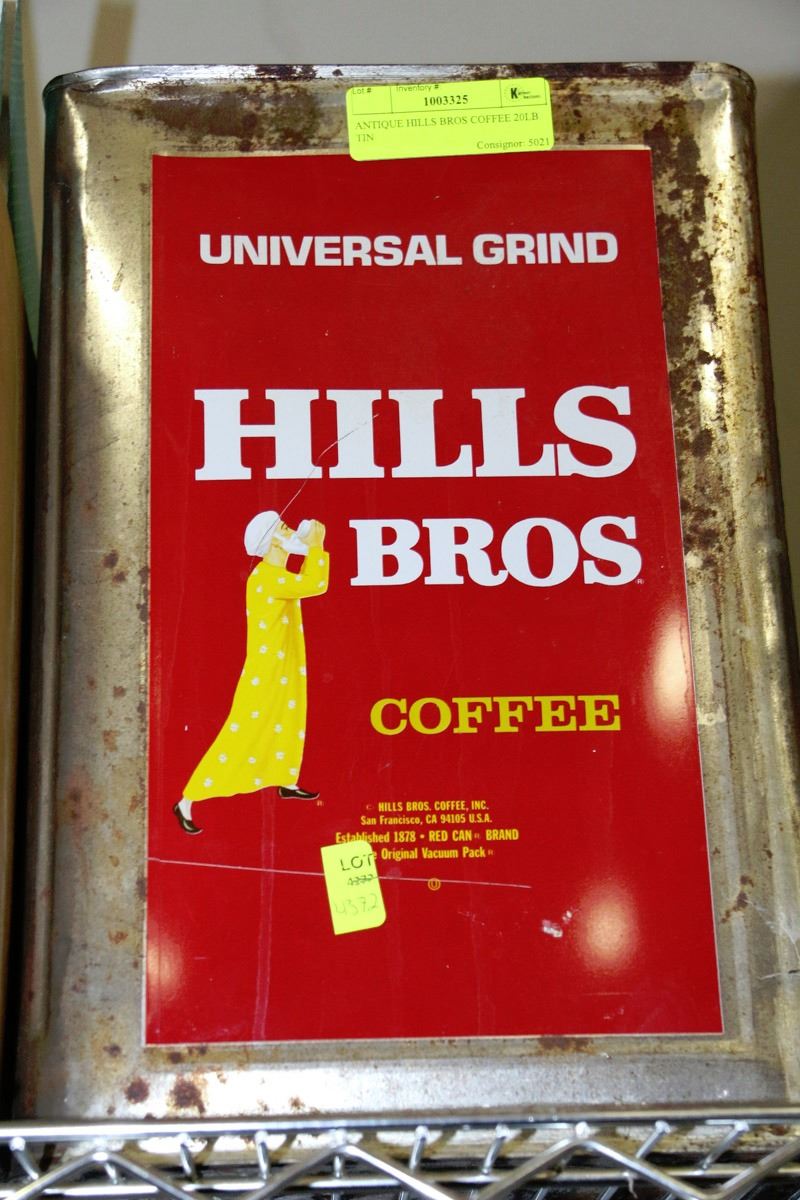 Lot # Inventory #
1003325
ANTIQUE HILLS BROS COFFEE 20LB
TIN
Consignor: 5021
UNIVERSAL GRIND
HILLS
BROS®
COFFEE
© HILLS BROS. COFFEE, INC.
San Francisco, CA 94105 U.S.A.
Established 1878 • RED CAN® BRAND
Original Vacuum Pack®
LOT
4372